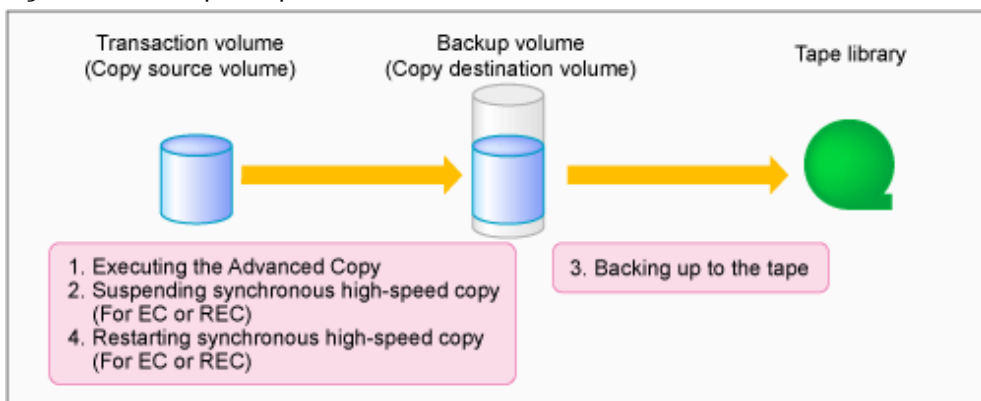 Transaction volume
(Copy source volume)
Backup volume
(Copy destination volume)
Tape library
1. Executing the Advanced Copy
2. Suspending synchronous high-speed copy
(For EC or REC)
4. Restarting synchronous high-speed copy
(For EC or REC)
3. Backing up to the tape